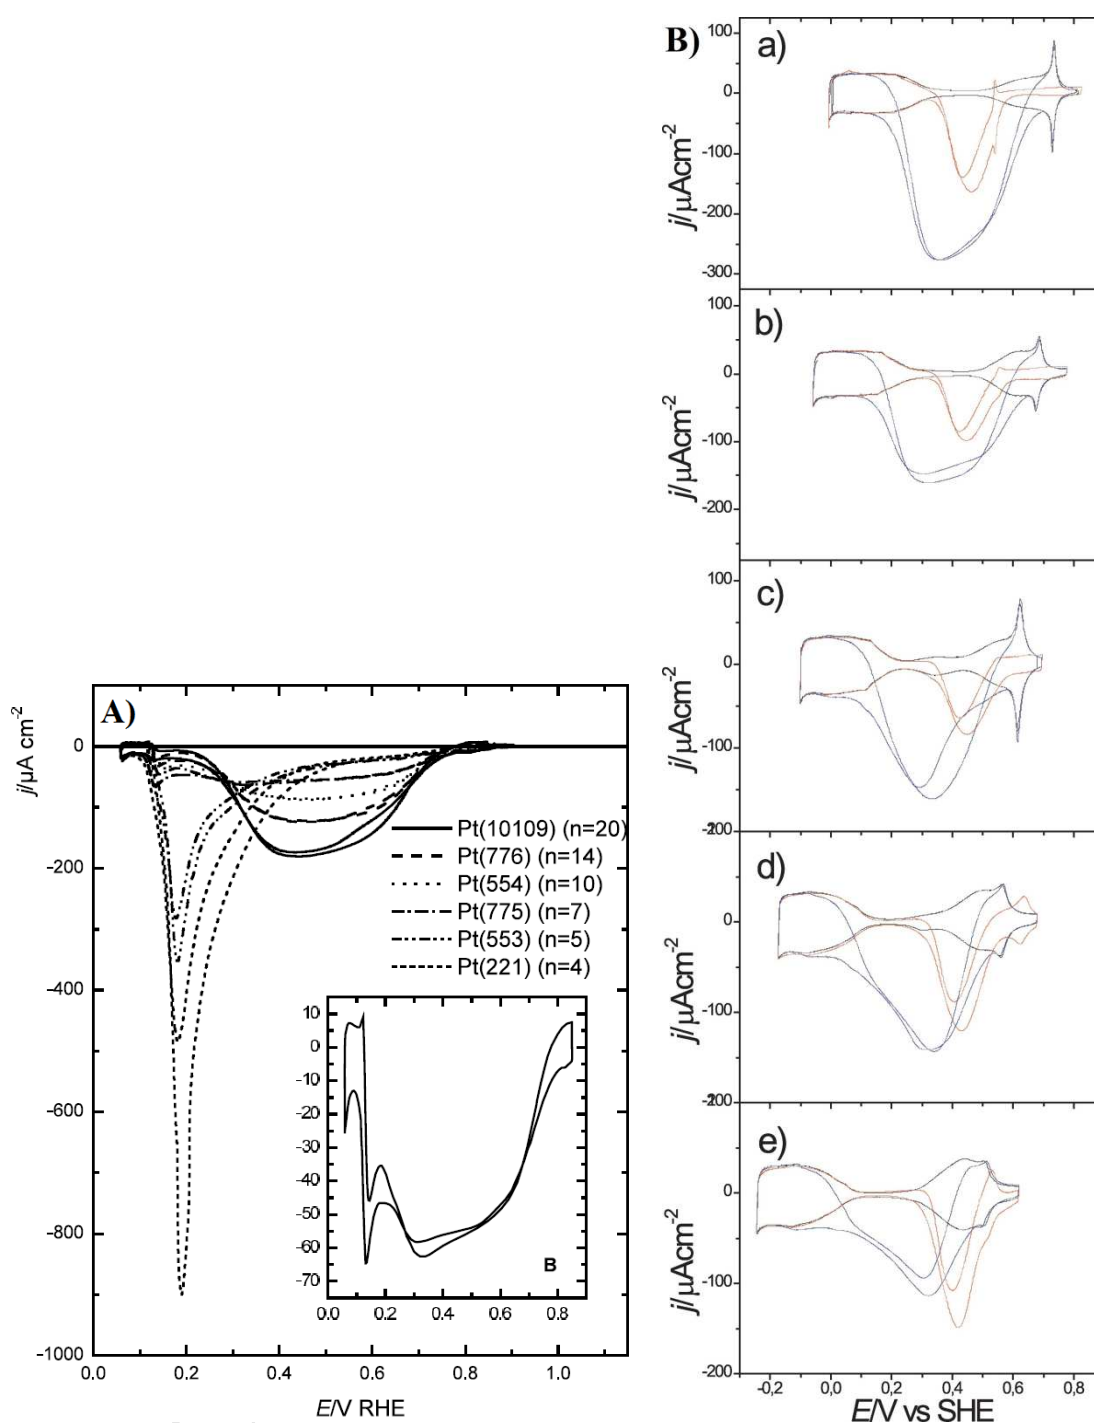 A)
j/µA cm⁻²
0
-200
-400
-600
-800
-1000
0.0 0.2 0.4 0.6 0.8 1.0
E/V RHE
Pt(10109) (n=20)
Pt(776) (n=14)
Pt(554) (n=10)
Pt(775) (n=7)
Pt(553) (n=5)
Pt(221) (n=4)
10
0
-10
-20
-30
-40
-50
-60
-70
0.0 0.2 0.4 0.6 0.8
B
B)
a)
100
0
-100
-200
-300
j/µAcm⁻²
b)
100
0
-100
-200
j/µAcm⁻²
c)
100
0
-100
-200
j/µAcm⁻²
d)
100
0
-100
j/µAcm⁻²
e)
100
0
-100
-200
j/µAcm⁻²
-0,2 0,0 0,2 0,4 0,6 0,8
E/V vs SHE